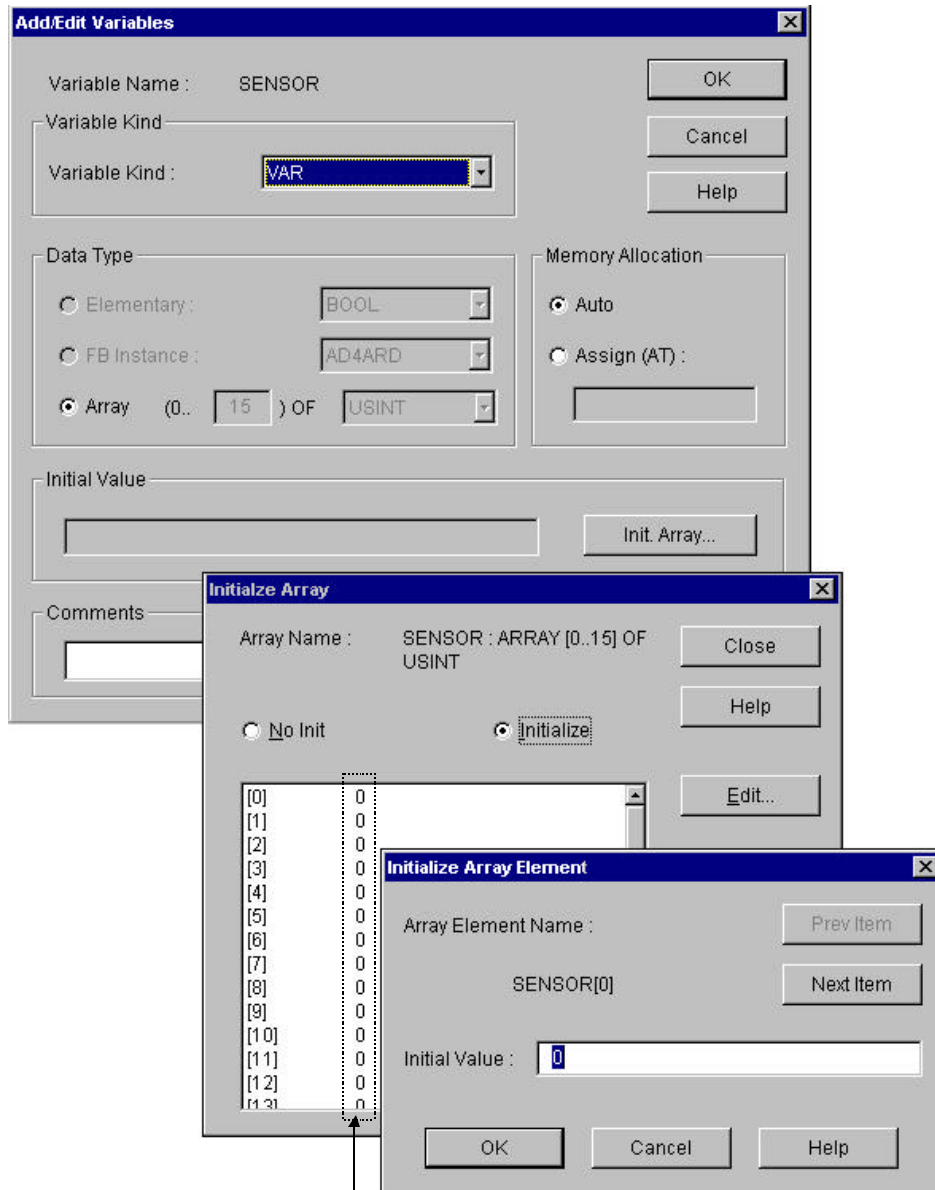 Add/Edit Variables
Variable Name : SENSOR
OK
Variable Kind
Cancel
Variable Kind : VAR
Help
Data Type
Memory Allocation
Elementary : BOOL
Auto
FB Instance : AD4ARD
Assign (AT) :
Array (0.. 15 ) OF USINT
Initial Value
Init. Array...
Comments
Initialze Array
Array Name : SENSOR : ARRAY [0..15] OF
USINT
Close
Help
No Init
Initialize
Edit...
[0] 0
[1] 0
[2] 0
[3] 0
[4] 0
[5] 0
[6] 0
[7] 0
[8] 0
[9] 0
[10] 0
[11] 0
[12] 0
[13] 0
Initialize Array Element
Array Element Name :
Prev Item
SENSOR[0]
Next Item
Initial Value : 0
OK
Cancel
Help